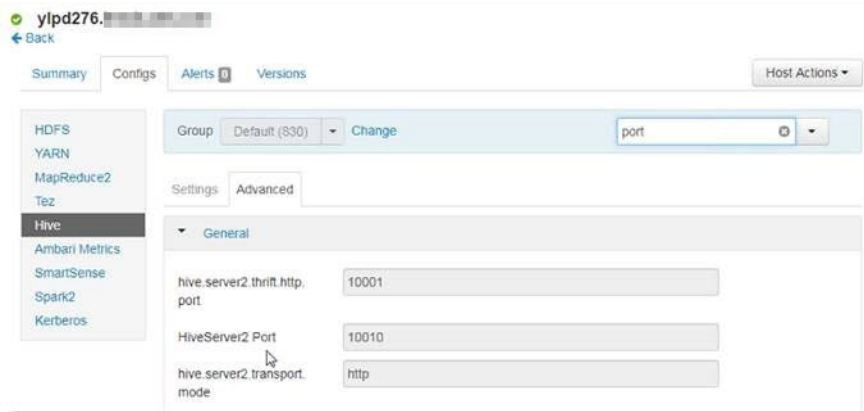 ylpd276.
Back
Summary Configs Alerts 0 Versions Host Actions
HDFS
YARN
MapReduce2
Tez
Hive
Ambari Metrics
SmartSense
Spark2
Kerberos
Group Default (830) Change port
Settings Advanced
General
hive.server2.thrift.http.
port
10001
HiveServer2 Port 10010
hive.server2.transport.
mode
http